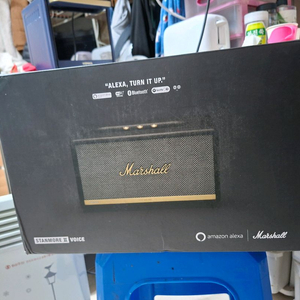 "ALEXA, TURN IT UP."
Bluetooth
Marshall
STANMORE II VOICE
amazon alexa
Marshall